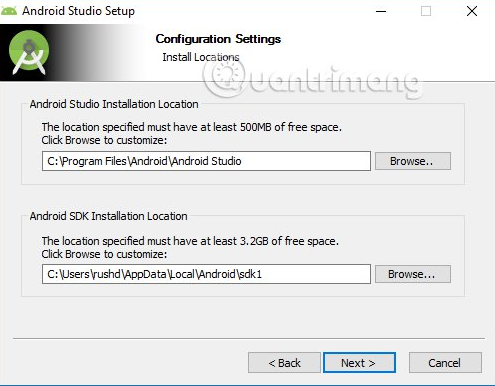 Android Studio Setup
Configuration Settings
Install Locations
Quantrimang
Android Studio Installation Location
The location specified must have at least 500MB of free space.
Click Browse to customize:
C:\Program Files\Android\Android Studio
Browse..
Android SDK Installation Location
The location specified must have at least 3.2GB of free space.
Click Browse to customize:
C:\Users\rushd\AppData\Local\Android\sdk1
Browse...
< Back
Next >
Cancel